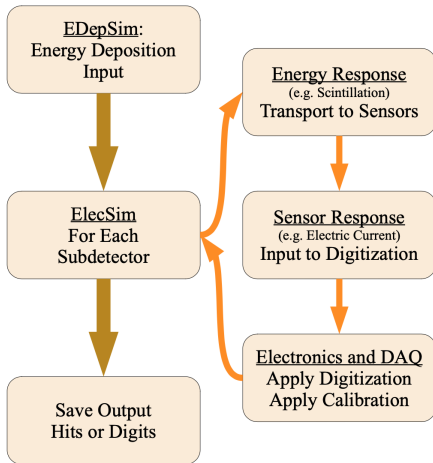 EDepSim:
Energy Deposition
Input
ElecSim
For Each
Subdetector
Save Output
Hits or Digits
Energy Response
(e.g. Scintillation)
Transport to Sensors
Sensor Response
(e.g. Electric Current)
Input to Digitization
Electronics and DAQ
Apply Digitization
Apply Calibration